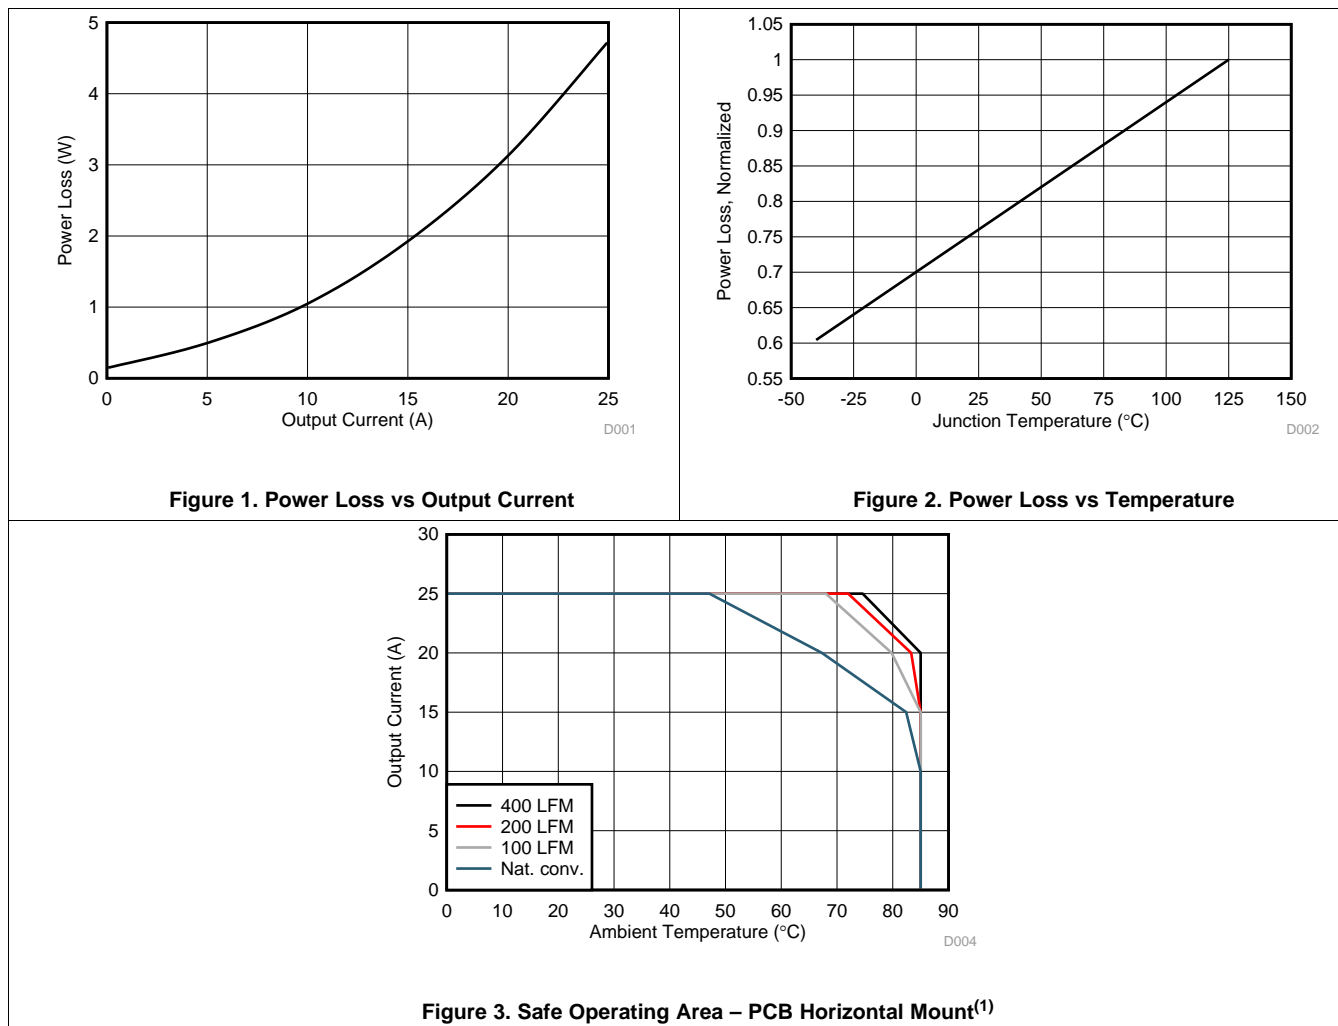 5
4
3
2
1
0
Power Loss (W)
0 5 10 15 20 25
Output Current (A)
D001
Figure 1. Power Loss vs Output Current
1.05
1
0.95
0.9
0.85
0.8
0.75
0.7
0.65
0.6
0.55
Power Loss, Normalized
-50 -25 0 25 50 75 100 125 150
Junction Temperature (°C)
D002
Figure 2. Power Loss vs Temperature
30
25
20
15
10
5
0
Output Current (A)
400 LFM
200 LFM
100 LFM
Nat. conv.
0 10 20 30 40 50 60 70 80 90
Ambient Temperature (°C)
D004
Figure 3. Safe Operating Area – PCB Horizontal Mount(1)